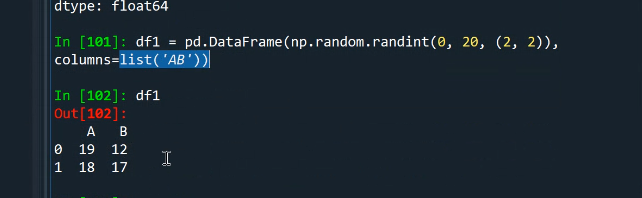 dtype: float64
In [101]: df1 = pd.DataFrame(np.random.randint(0, 20, (2, 2)),
columns=list('AB'))
In [102]: df1
Out[102]:
A B
0 19 12
1 18 17